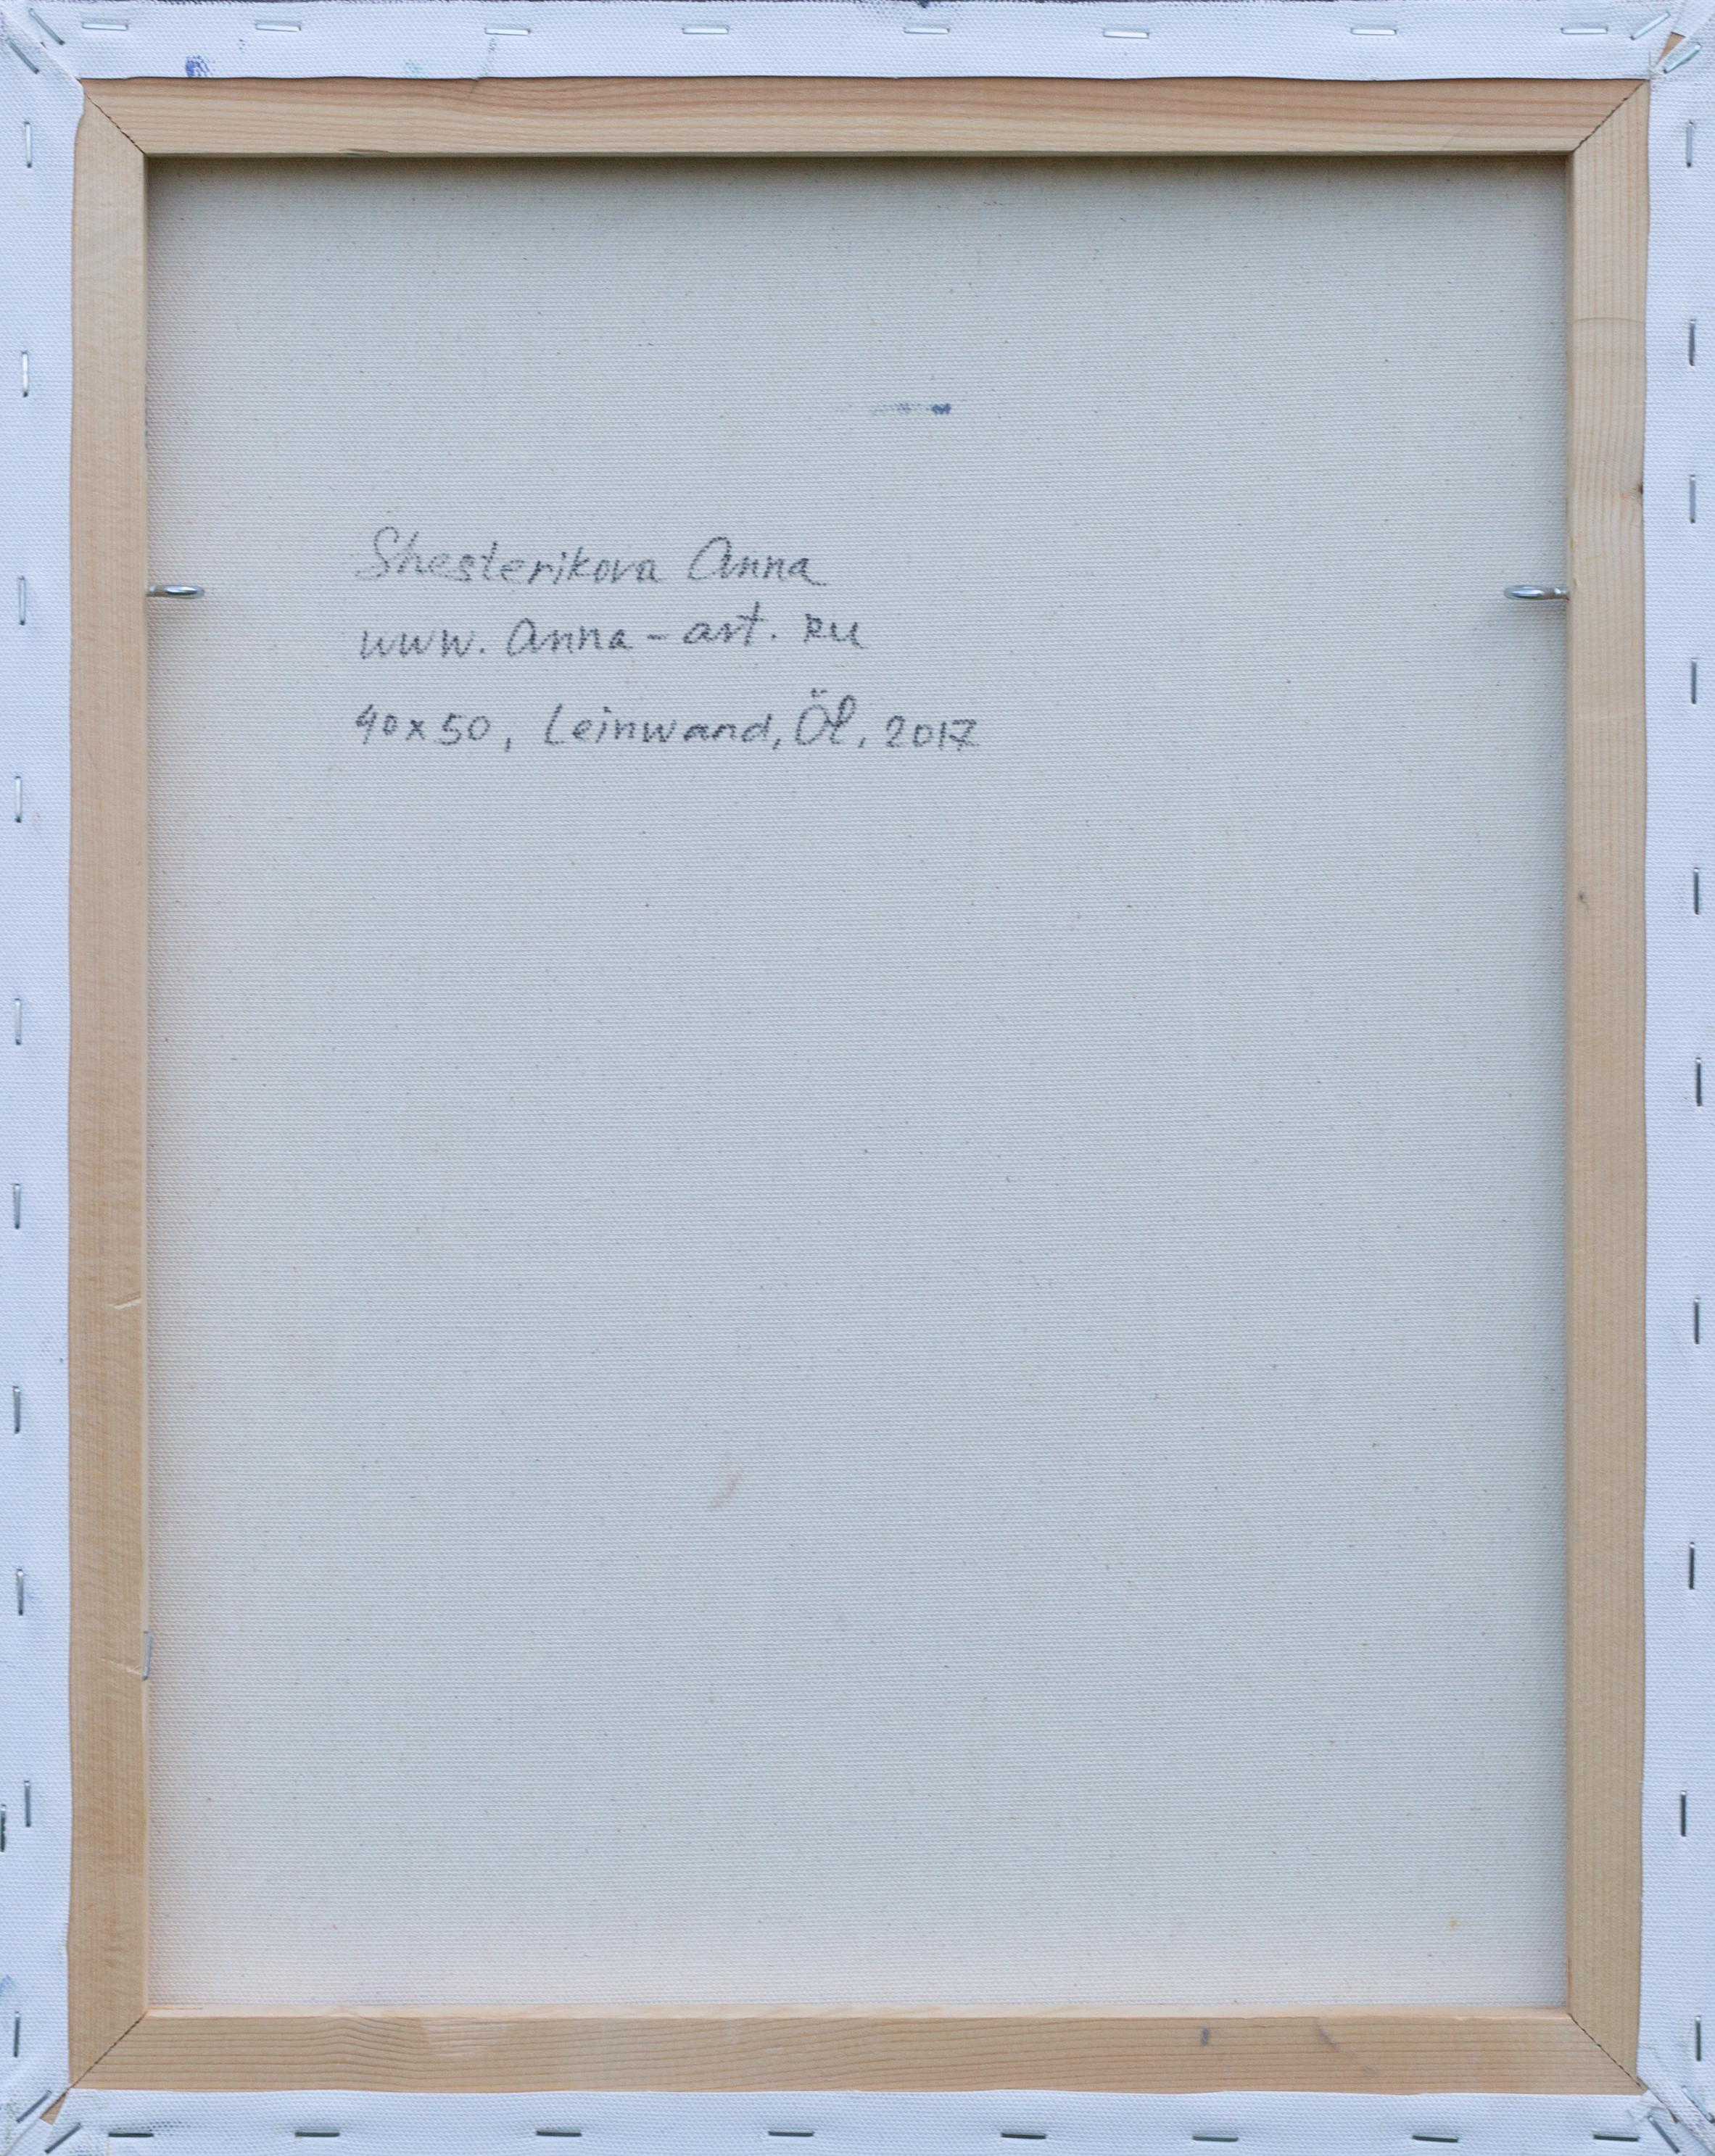 Shesterikova Anna
www. Anna-art. Ru
40x50, Leinwand, Öl, 2017